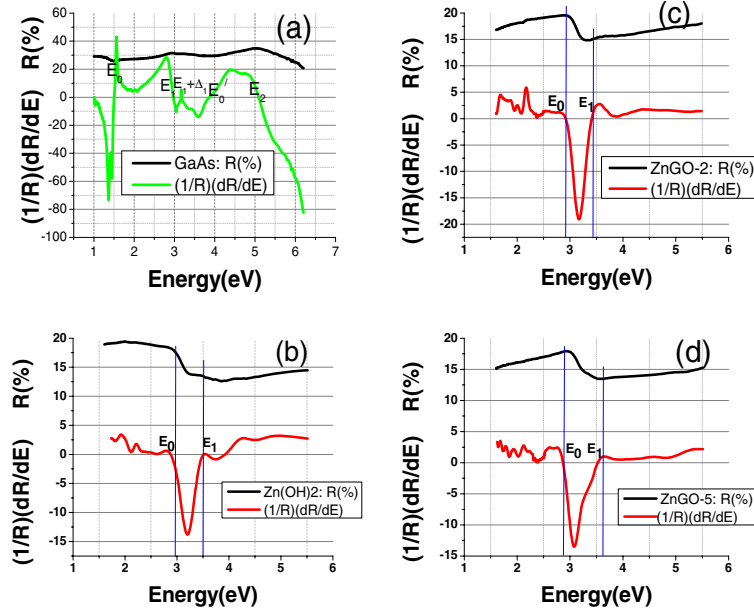 (a)
R(%)
(1/R)(dR/dE)
60
40
20
0
-20
-40
-60
-80
-100
E0
E1
E1+Δ1
E0/
E2
GaAs: R(%)
(1/R)(dR/dE)
1 2 3 4 5 6 7
Energy(eV)
(c)
R(%)
(1/R)(dR/dE)
20
15
10
5
0
-5
-10
-15
-20
E0 E1
ZnGO-2: R(%)
(1/R)(dR/dE)
1 2 3 4 5 6
Energy(eV)
(b)
R(%)
(1/R)(dR/dE)
20
15
10
5
0
-5
-10
-15
E0 E1
Zn(OH)2: R(%)
(1/R)(dR/dE)
1 2 3 4 5 6
Energy(eV)
(d)
R(%)
(1/R)(dR/dE)
20
15
10
5
0
-5
-10
-15
E0 E1
ZnGO-5: R(%)
(1/R)(dR/dE)
1 2 3 4 5 6
Energy(eV)